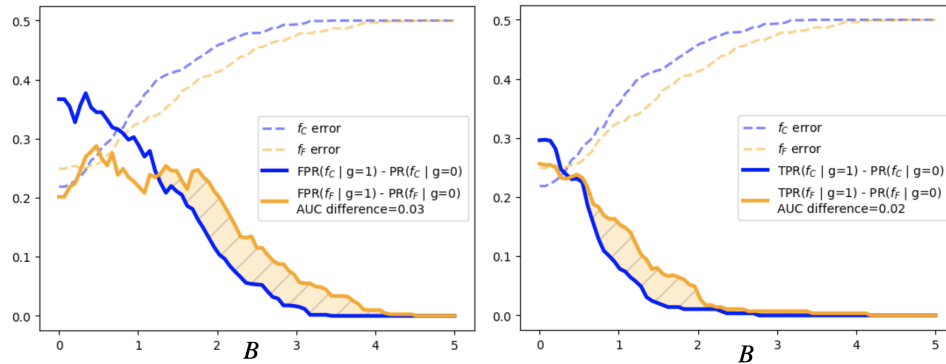 0.5
0.4
0.3
0.2
0.1
0.0
0 1 2 3 4 5
B
f_C error
f_F error
FPR(f_C | g=1) - PR(f_C | g=0)
FPR(f_F | g=1) - PR(f_F | g=0)
AUC difference=0.03
0.5
0.4
0.3
0.2
0.1
0.0
0 1 2 3 4 5
B
f_C error
f_F error
TPR(f_C | g=1) - PR(f_C | g=0)
TPR(f_F | g=1) - PR(f_F | g=0)
AUC difference=0.02